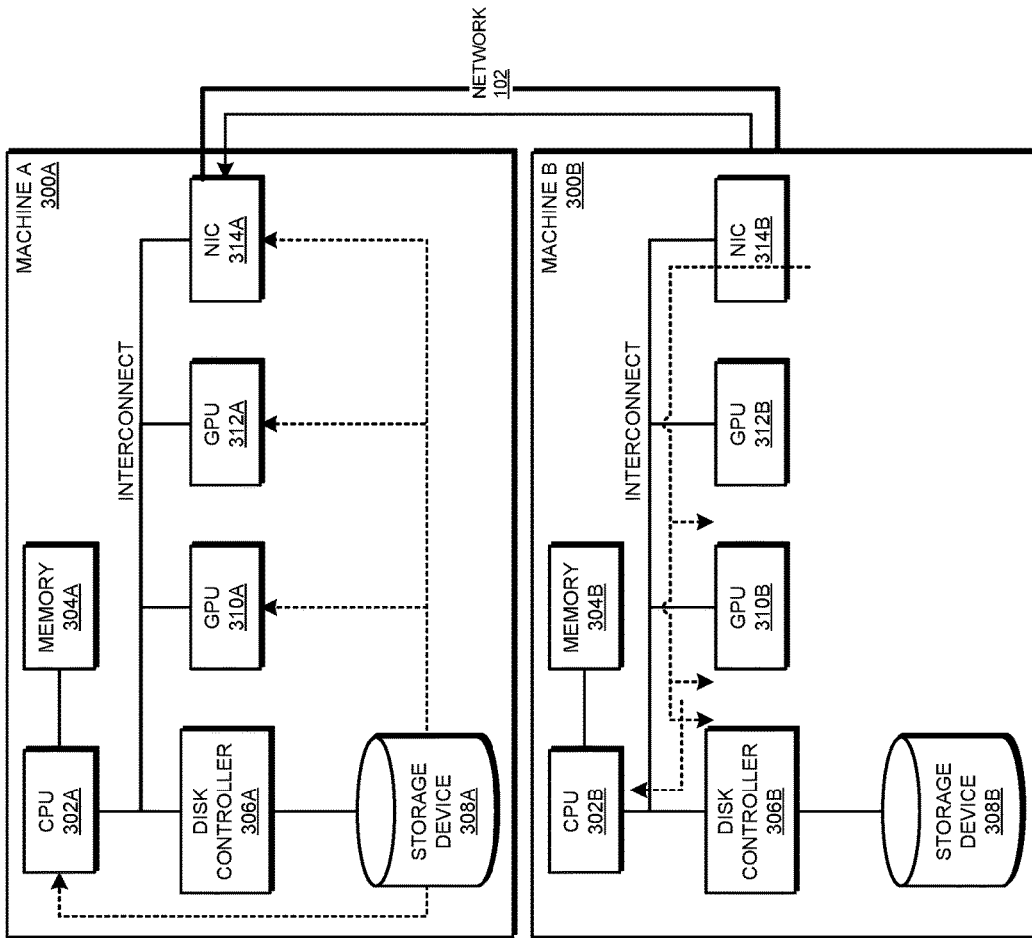 MACHINE A
300A
CPU
302A
MEMORY
304A
INTERCONNECT
DISK
CONTROLLER
306A
GPU
310A
GPU
312A
NIC
314A
STORAGE
DEVICE
308A
NETWORK
102
MACHINE B
300B
CPU
302B
MEMORY
304B
INTERCONNECT
DISK
CONTROLLER
306B
GPU
310B
GPU
312B
NIC
314B
STORAGE
DEVICE
308B